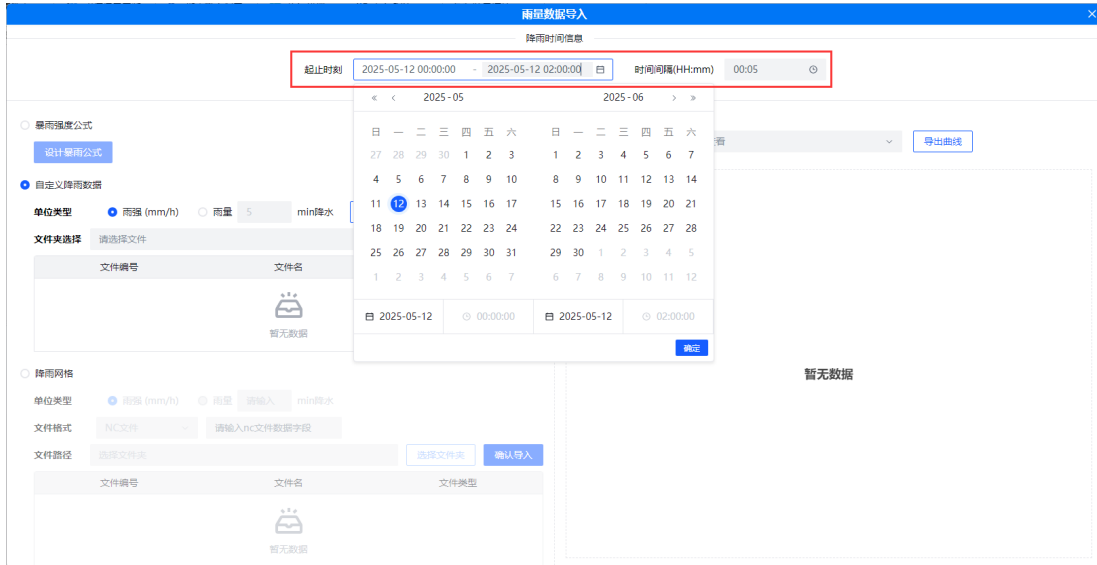 雨量数据导入
降雨时间信息
起止时刻 2025-05-12 00:00:00 - 2025-05-12 02:00:00 时间间隔(HH:mm) 00:05
« ‹ 2025 - 05 2025 - 06 › »
日 一 二 三 四 五 六 日 一 二 三 四 五 六
27 28 29 30 1 2 3 1 2 3 4 5 6 7
4 5 6 7 8 9 10 8 9 10 11 12 13 14
11 12 13 14 15 16 17 15 16 17 18 19 20 21
18 19 20 21 22 23 24 22 23 24 25 26 27 28
25 26 27 28 29 30 31 29 30 1 2 3 4 5
1 2 3 4 5 6 7 6 7 8 9 10 11 12
2025-05-12 00:00:00 2025-05-12 02:00:00
确定
暴雨强度公式
设计暴雨公式
看 导出曲线
自定义降雨数据
单位类型 雨强 (mm/h) 雨量 5 min降水
文件夹选择 请选择文件
文件编号 文件名
暂无数据
降雨网格
单位类型 雨强 (mm/h) 雨量 请输入 min降水
文件格式 NC文件 请输入nc文件数据字段
文件路径 选择文件夹 选择文件夹 确认导入
文件编号 文件名 文件类型
暂无数据
暂无数据